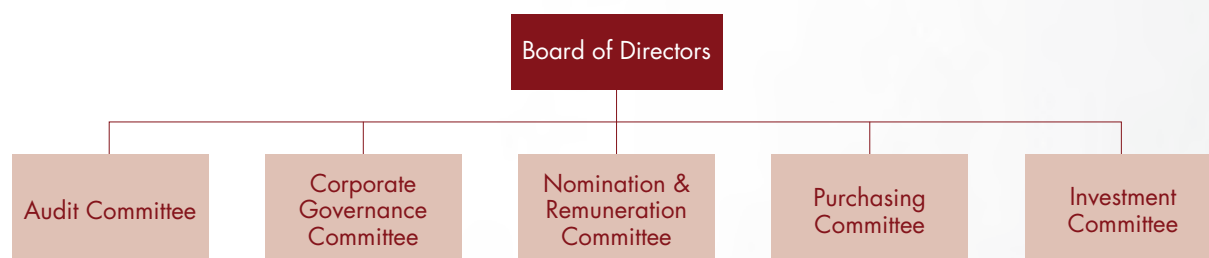 Board of Directors
Audit Committee
Corporate
Governance
Committee
Nomination &
Remuneration
Committee
Purchasing
Committee
Investment
Committee